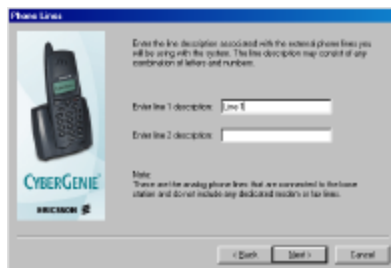 Phone Lines
Enter the line description associated with the external phone lines you
will be using with the system. The line description may consist of any
combination of letters and numbers.
Enter line 1 description: Line 1
Enter line 2 description:
CYBERGENIE
ERICSSON
Note:
These are the analog phone lines that are connected to the base
station and do not include any dedicated modem or fax lines.
< Back
Next >
Cancel